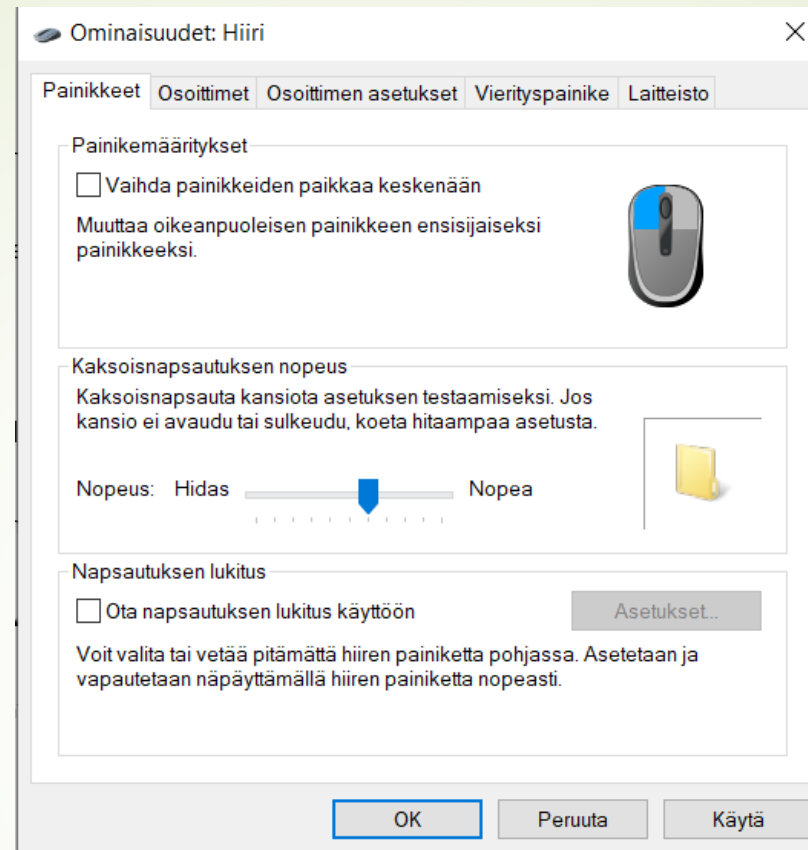 Ominaisuudet: Hiiri
Painikkeet Osoittimet Osoittimen asetukset Vierityspainike Laitteisto
Painikemääritykset
Vaihda painikkeiden paikkaa keskenään
Muuttaa oikeanpuoleisen painikkeen ensisijaiseksi
painikkeeksi.
Kaksoisnapsautuksen nopeus
Kaksoisnapsauta kansiota asetuksen testaamiseksi. Jos
kansio ei avaudu tai sulkeudu, koeta hitaampaa asetusta.
Nopeus: Hidas Nopea
Napsautuksen lukitus
Ota napsautuksen lukitus käyttöön Asetukset...
Voit valita tai vetää pitämättä hiiren painiketta pohjassa. Asetetaan ja
vapautetaan näpäyttämällä hiiren painiketta nopeasti.
OK Peruuta Käytä